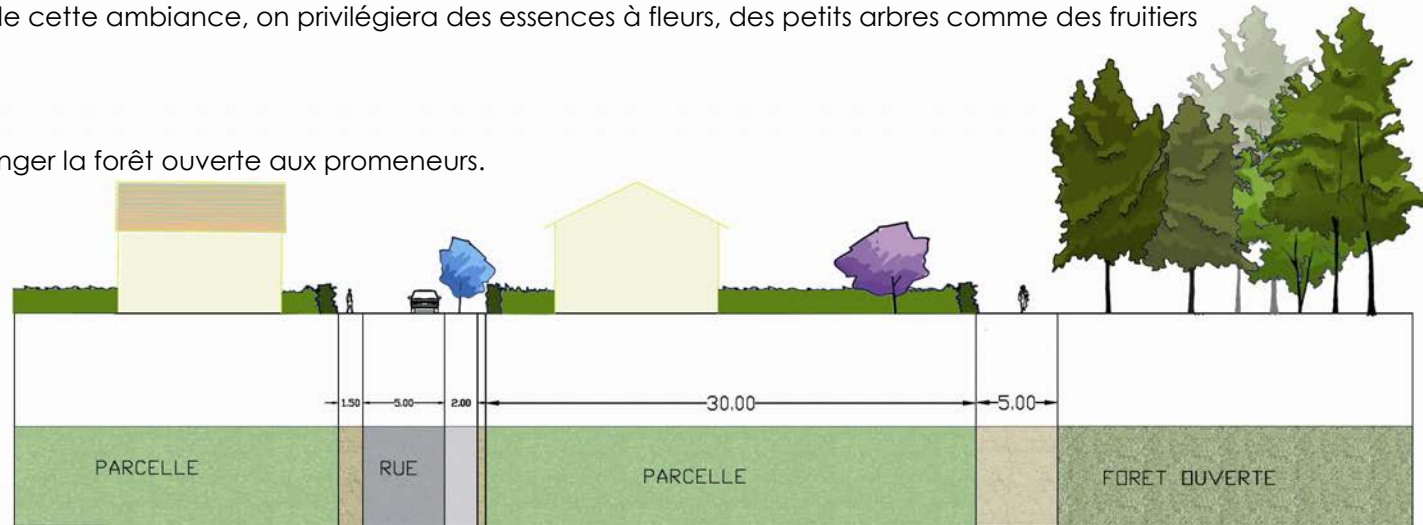 le cette ambiance, on privilégiera des essences à fleurs, des petits arbres comme des fruitiers
nger la forêt ouverte aux promeneurs.
1.50 5.00 2.00 30.00 5.00
PARCELLE RUE PARCELLE FORET OUVERTE